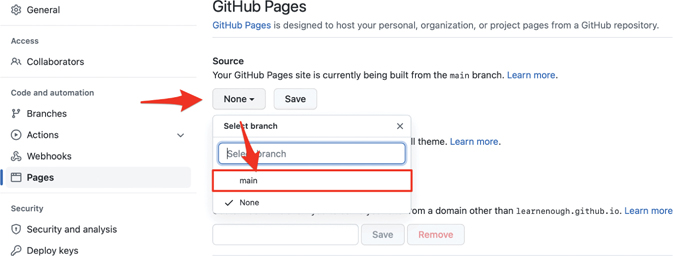 General
Access
Collaborators
Code and automation
Branches
Actions
Webhooks
Pages
Security
Security and analysis
Deploy keys
GitHub Pages
GitHub Pages is designed to host your personal, organization, or project pages from a GitHub repository.
Source
Your GitHub Pages site is currently being built from the main branch. Learn more.
None
Save
Select branch
Select branch
main
None
ll theme. Learn more.
from a domain other than learnenough.github.io. Learn more
Save
Remove